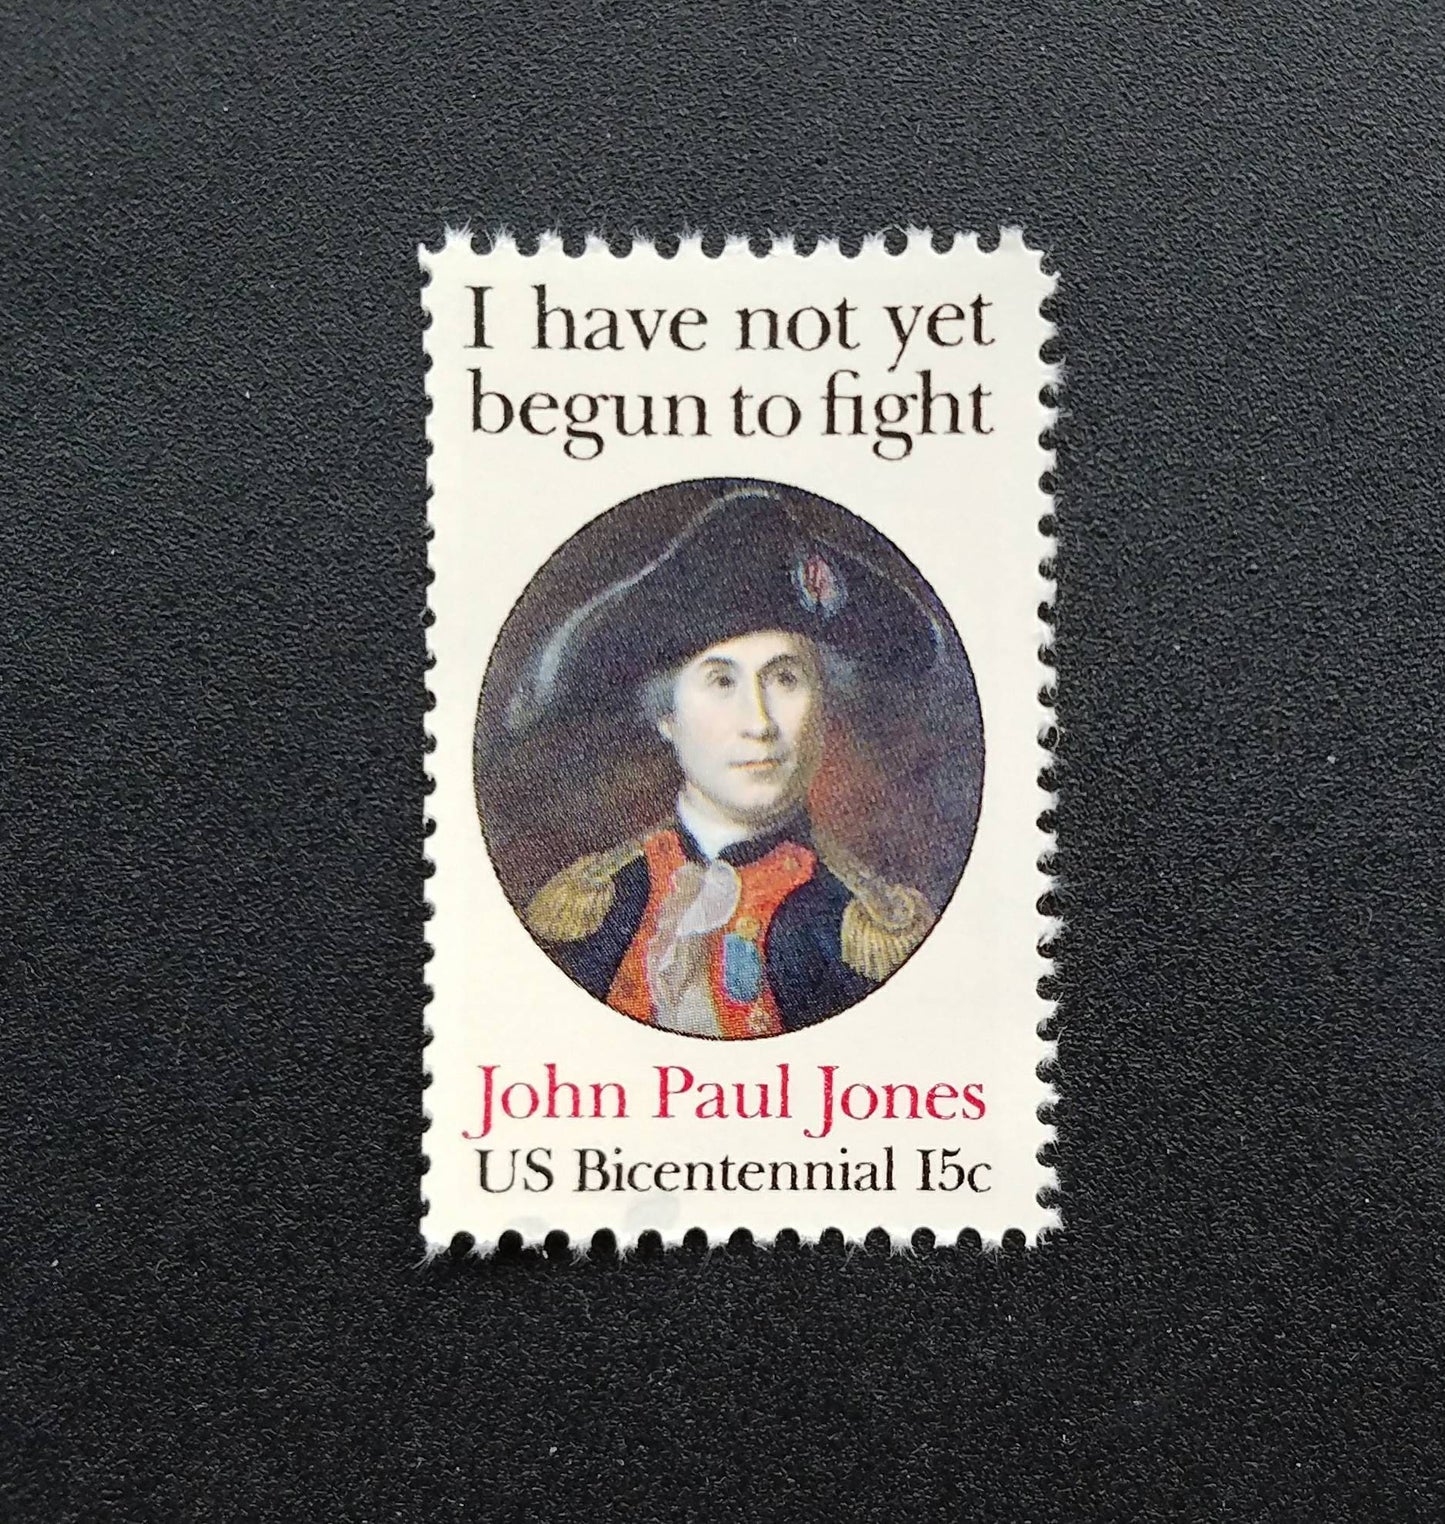 I have not yet
begun to fight
John Paul Jones
US Bicentennial 15c